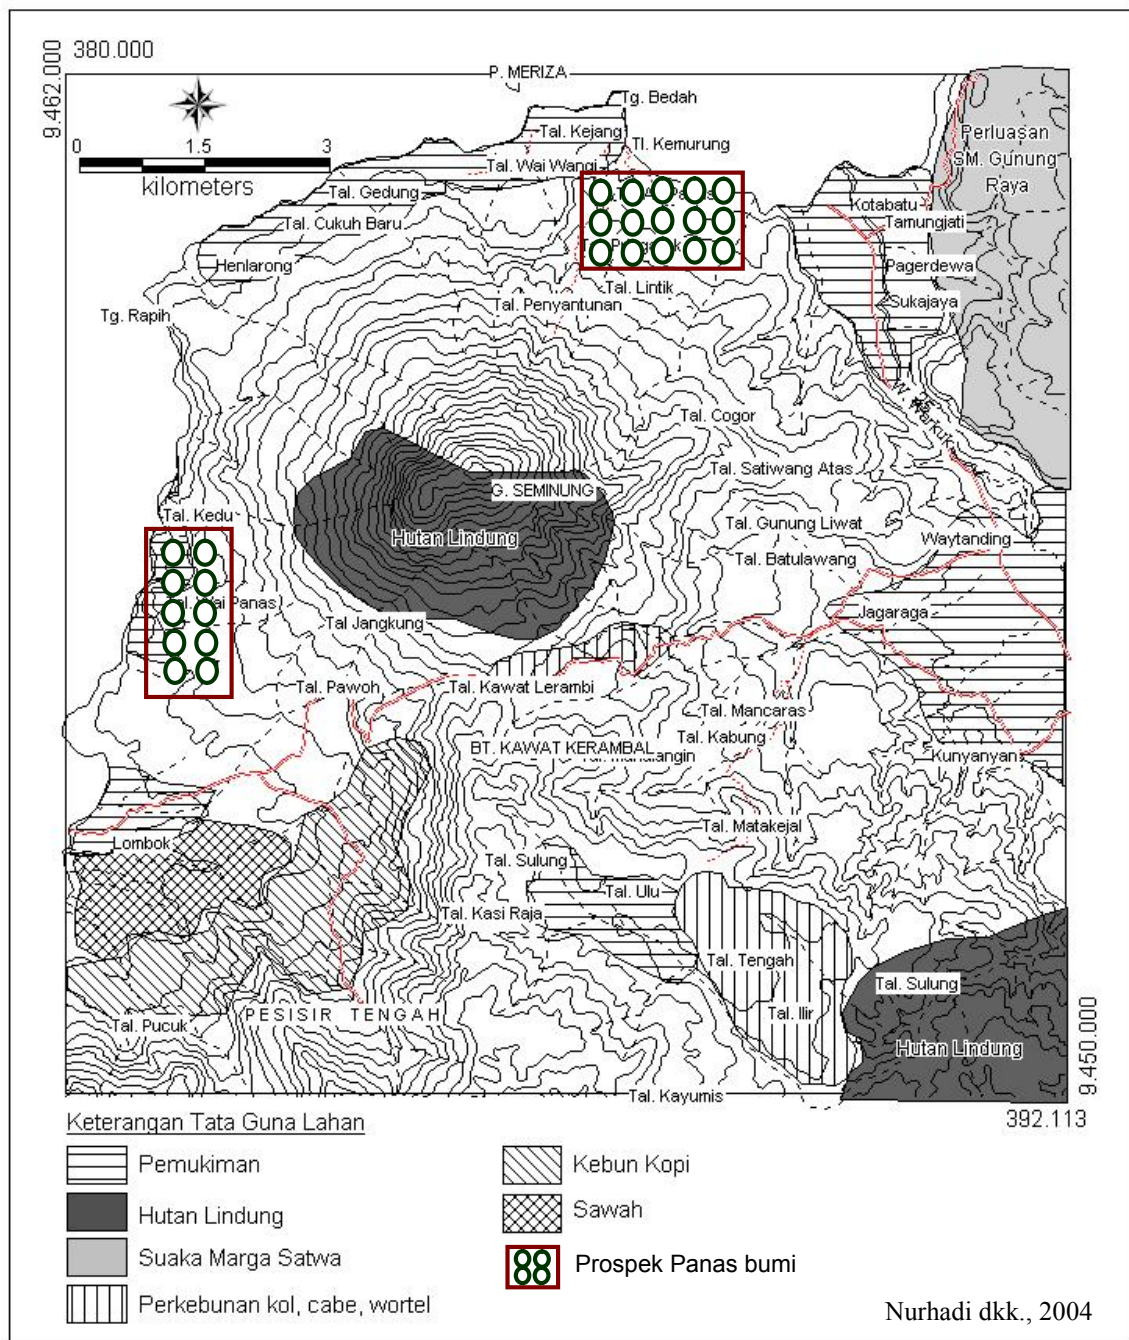 380.000
9.462.000
P. MERIZA
Tg. Bedah
Tal. Kejang
Tl. Kemurung
Perluasan
SM. Gunung
Raya
0 1.5 3
kilometers
Tal. Wai Wangi
Tal. Gedung
Kotabatu
Tamungjati
Tal. Cukuh Baru
Henlarong
Pagerdewa
Tal. Lintik
Sukajaya
Tal. Penyantunan
Tg. Rapih
Tal. Cogor
Tal. Satiwang Atas
G. SEMINUNG
Tal. Kedu
Tal. Gunung Liwat
Hutan Lindung
Waytanding
Tal. Batulawang
Wai Panas
Jagaraga
Tal Jangkung
Tal. Pawoh
Tal. Kawat Lerambi
Tal. Mancaras
Tal. Kabung
BT. KAWAT KERAMBAL
Kunyanyan
Tal. Matakejal
Lombok
Tal. Sulung
Tal. Ulu
Tal. Kasi Raja
Tal. Tengah
Tal. Sulung
Tal. Ilir
PESISIR TENGAH
Tal. Pucuk
Hutan Lindung
9.450.000
Tal. Kayumis
392.113
Keterangan Tata Guna Lahan
Pemukiman
Hutan Lindung
Suaka Marga Satwa
Perkebunan kol, cabe, wortel
Kebun Kopi
Sawah
Prospek Panas bumi
Nurhadi dkk., 2004